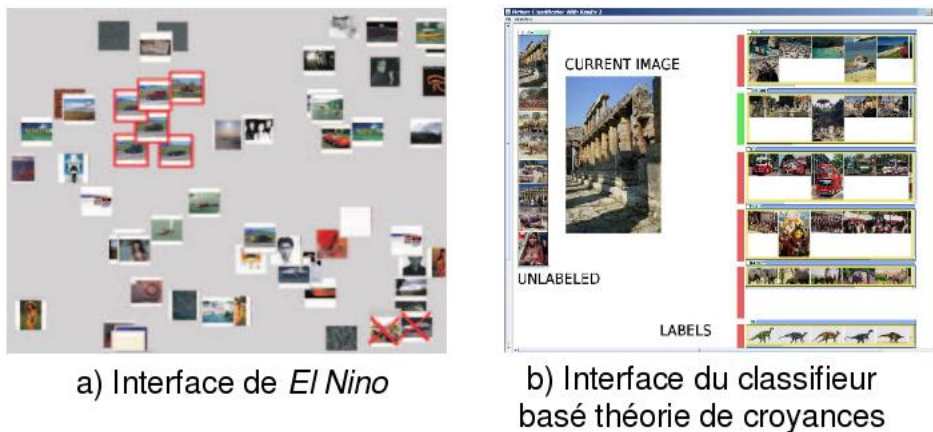 CURRENT IMAGE
UNLABELED
LABELS
a) Interface de El Nino
b) Interface du classifieur
basé théorie de croyances